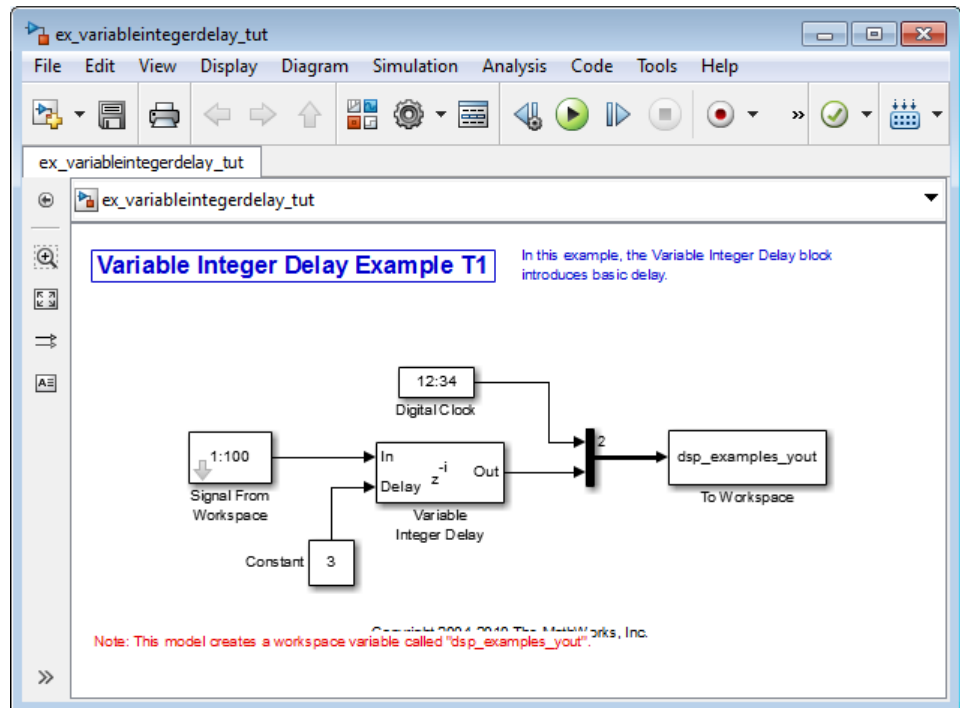 ex_variableintegerdelay_tut
File Edit View Display Diagram Simulation Analysis Code Tools Help
ex_variableintegerdelay_tut
ex_variableintegerdelay_tut
Variable Integer Delay Example T1
In this example, the Variable Integer Delay block
introduces basic delay.
12:34
Digital Clock
1:100
Signal From
Workspace
In
Delay
z
-i
Out
Variable
Integer Delay
Constant
3
2
dsp_examples_yout
To Workspace
The MathWorks, Inc.
Note: This model creates a workspace variable called "dsp_examples_yout".